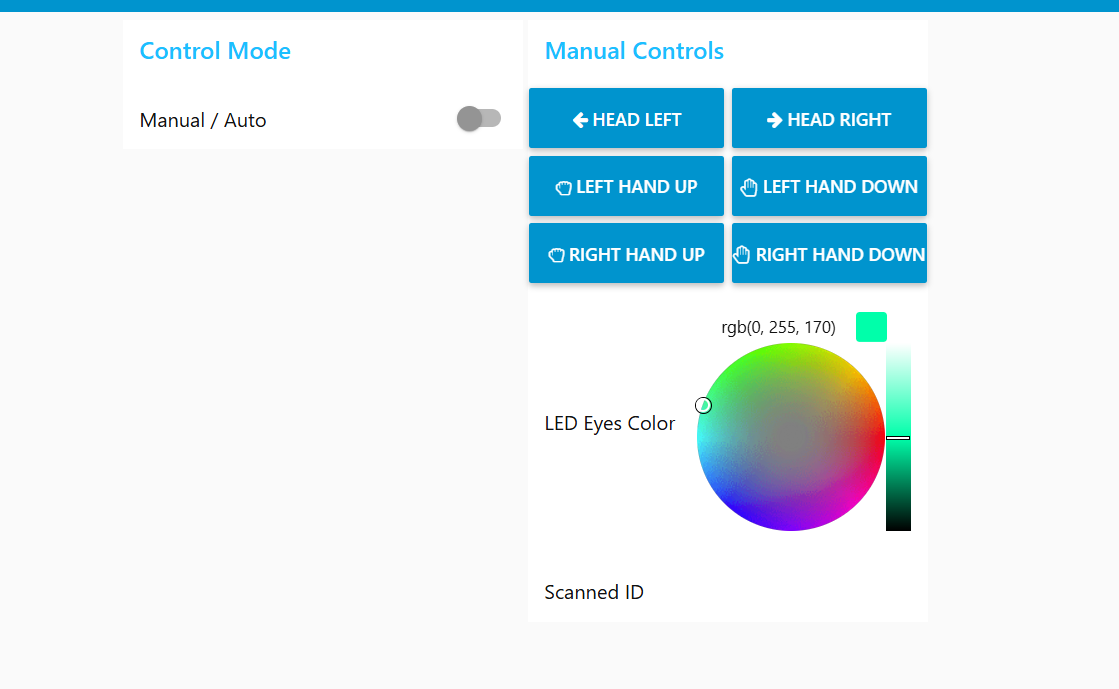 Control Mode
Manual / Auto
Manual Controls
HEAD LEFT
HEAD RIGHT
LEFT HAND UP
LEFT HAND DOWN
RIGHT HAND UP
RIGHT HAND DOWN
rgb(0, 255, 170)
LED Eyes Color
Scanned ID